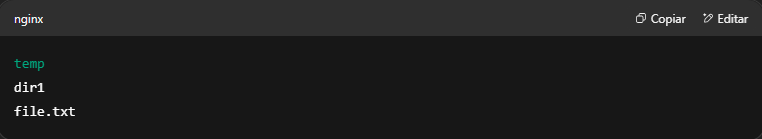 nginx Copiar Editar
temp
dir1
file.txt